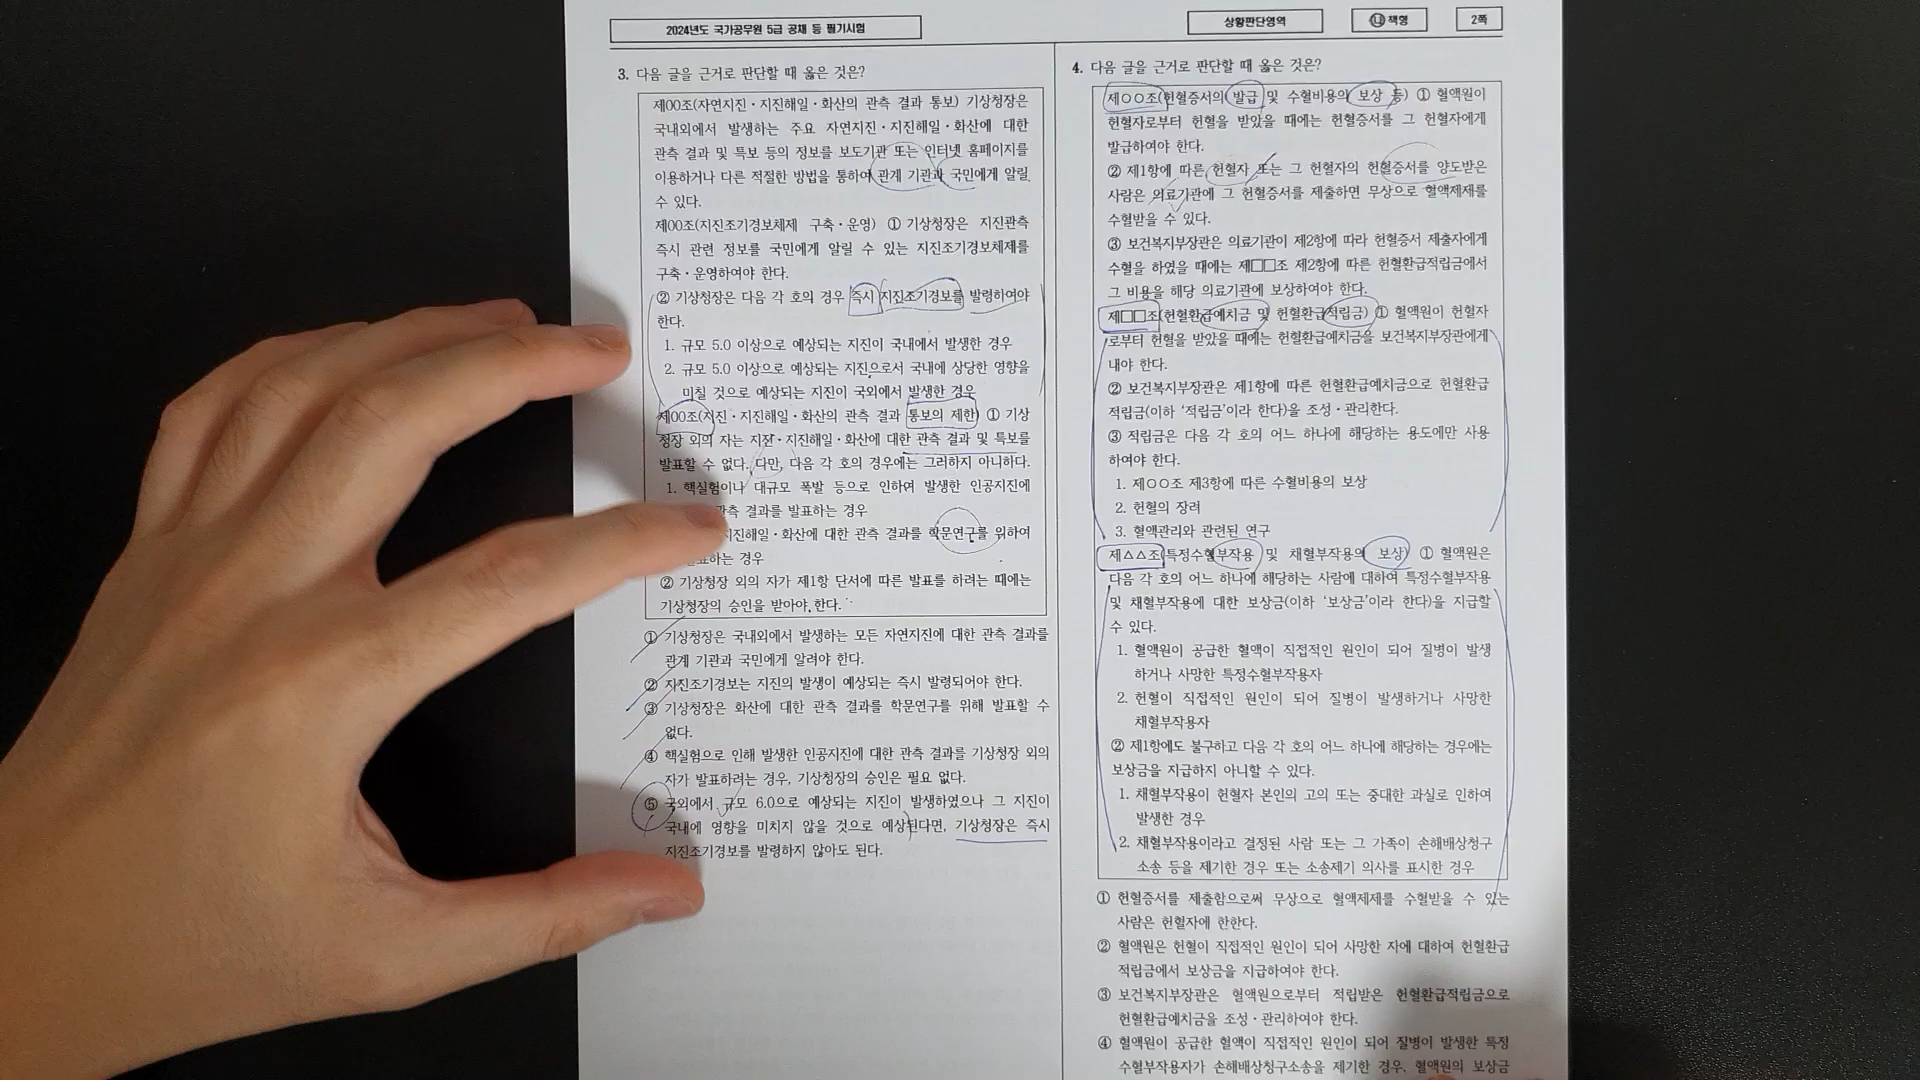 2024년도 국가공무원 5급 공채 등 필기시험
상황판단영역
㉯ 책형
2쪽
3. 다음 글을 근거로 판단할 때 옳은 것은?
제00조(자연지진·지진해일·화산의 관측 결과 통보) 기상청장은
국내외에서 발생하는 주요 자연지진·지진해일·화산에 대한
관측 결과 및 특보 등의 정보를 보도기관 또는 인터넷 홈페이지를
이용하거나 다른 적절한 방법을 통하여 관계 기관과 국민에게 알릴
수 있다.
제00조(지진조기경보체제 구축·운영) ① 기상청장은 지진관측
즉시 관련 정보를 국민에게 알릴 수 있는 지진조기경보체제를
구축·운영하여야 한다.
② 기상청장은 다음 각 호의 경우 즉시 지진조기경보를 발령하여야
한다.
1. 규모 5.0 이상으로 예상되는 지진이 국내에서 발생한 경우
2. 규모 5.0 이상으로 예상되는 지진으로서 국내에 상당한 영향을
미칠 것으로 예상되는 지진이 국외에서 발생한 경우
제00조(지진·지진해일·화산의 관측 결과 통보의 제한) ① 기상
청장 외의 자는 지진·지진해일·화산에 대한 관측 결과 및 특보를
발표할 수 없다. 다만, 다음 각 호의 경우에는 그러하지 아니하다.
1. 핵실험이나 대규모 폭발 등으로 인하여 발생한 인공지진에
관측 결과를 발표하는 경우
지진해일·화산에 대한 관측 결과를 학문연구를 위하여
발표하는 경우
② 기상청장 외의 자가 제1항 단서에 따른 발표를 하려는 때에는
기상청장의 승인을 받아야 한다.
① 기상청장은 국내외에서 발생하는 모든 자연지진에 대한 관측 결과를
관계 기관과 국민에게 알려야 한다.
② 지진조기경보는 지진의 발생이 예상되는 즉시 발령되어야 한다.
③ 기상청장은 화산에 대한 관측 결과를 학문연구를 위해 발표할 수
없다.
④ 핵실험으로 인해 발생한 인공지진에 대한 관측 결과를 기상청장 외의
자가 발표하려는 경우, 기상청장의 승인은 필요 없다.
⑤ 국외에서 규모 6.0으로 예상되는 지진이 발생하였으나 그 지진이
국내에 영향을 미치지 않을 것으로 예상된다면, 기상청장은 즉시
지진조기경보를 발령하지 않아도 된다.
4. 다음 글을 근거로 판단할 때 옳은 것은?
제○○조(헌혈증서의 발급 및 수혈비용의 보상 등) ① 혈액원이
헌혈자로부터 헌혈을 받았을 때에는 헌혈증서를 그 헌혈자에게
발급하여야 한다.
② 제1항에 따른 헌혈자 또는 그 헌혈자의 헌혈증서를 양도받은
사람은 의료기관에 그 헌혈증서를 제출하면 무상으로 혈액제제를
수혈받을 수 있다.
③ 보건복지부장관은 의료기관이 제2항에 따라 헌혈증서 제출자에게
수혈을 하였을 때에는 제□□조 제2항에 따른 헌혈환급적립금에서
그 비용을 해당 의료기관에 보상하여야 한다.
제□□조(헌혈환급예치금 및 헌혈환급적립금) ① 혈액원이 헌혈자
로부터 헌혈을 받았을 때에는 헌혈환급예치금을 보건복지부장관에게
내야 한다.
② 보건복지부장관은 제1항에 따른 헌혈환급예치금으로 헌혈환급
적립금(이하 ‘적립금’이라 한다)을 조성·관리한다.
③ 적립금은 다음 각 호의 어느 하나에 해당하는 용도에만 사용
하여야 한다.
1. 제○○조 제3항에 따른 수혈비용의 보상
2. 헌혈의 장려
3. 혈액관리와 관련된 연구
제△△조(특정수혈부작용 및 채혈부작용의 보상) ① 혈액원은
다음 각 호의 어느 하나에 해당하는 사람에 대하여 특정수혈부작용
및 채혈부작용에 대한 보상금(이하 ‘보상금’이라 한다)을 지급할
수 있다.
1. 혈액원이 공급한 혈액이 직접적인 원인이 되어 질병이 발생
하거나 사망한 특정수혈부작용자
2. 헌혈이 직접적인 원인이 되어 질병이 발생하거나 사망한
채혈부작용자
② 제1항에도 불구하고 다음 각 호의 어느 하나에 해당하는 경우에는
보상금을 지급하지 아니할 수 있다.
1. 채혈부작용이 헌혈자 본인의 고의 또는 중대한 과실로 인하여
발생한 경우
2. 채혈부작용이라고 결정된 사람 또는 그 가족이 손해배상청구
소송 등을 제기한 경우 또는 소송제기 의사를 표시한 경우
① 헌혈증서를 제출함으로써 무상으로 혈액제제를 수혈받을 수 있는
사람은 헌혈자에 한한다.
② 혈액원은 헌혈이 직접적인 원인이 되어 사망한 자에 대하여 헌혈환급
적립금에서 보상금을 지급하여야 한다.
③ 보건복지부장관은 혈액원으로부터 적립받은 헌혈환급적립금으로
헌혈환급예치금을 조성·관리하여야 한다.
④ 혈액원이 공급한 혈액이 직접적인 원인이 되어 질병이 발생한 특정
수혈부작용자가 손해배상청구소송을 제기한 경우, 혈액원의 보상금